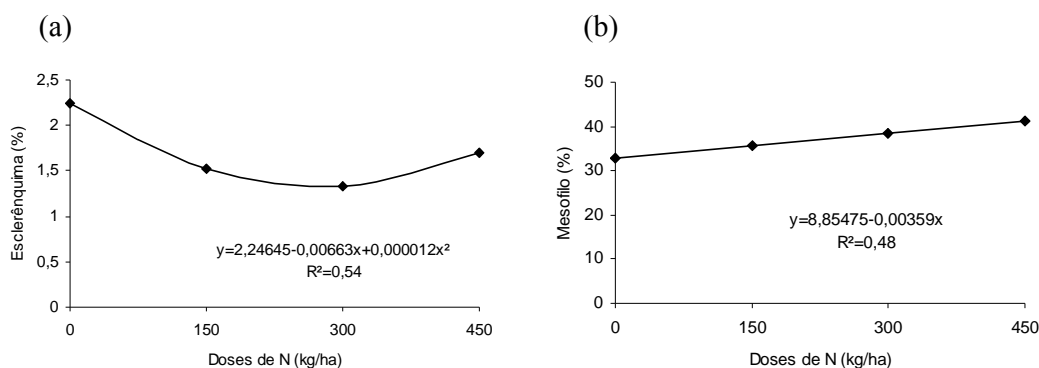 (a)
Esclerênquima (%)
2,5
2
1,5
1
0,5
0
y=2,24645-0,00663x+0,000012x²
R²=0,54
0 150 300 450
Doses de N (kg/ha)
(b)
Mesofilo (%)
50
40
30
20
10
0
y=8,85475-0,00359x
R²=0,48
0 150 300 450
Doses de N (kg/ha)